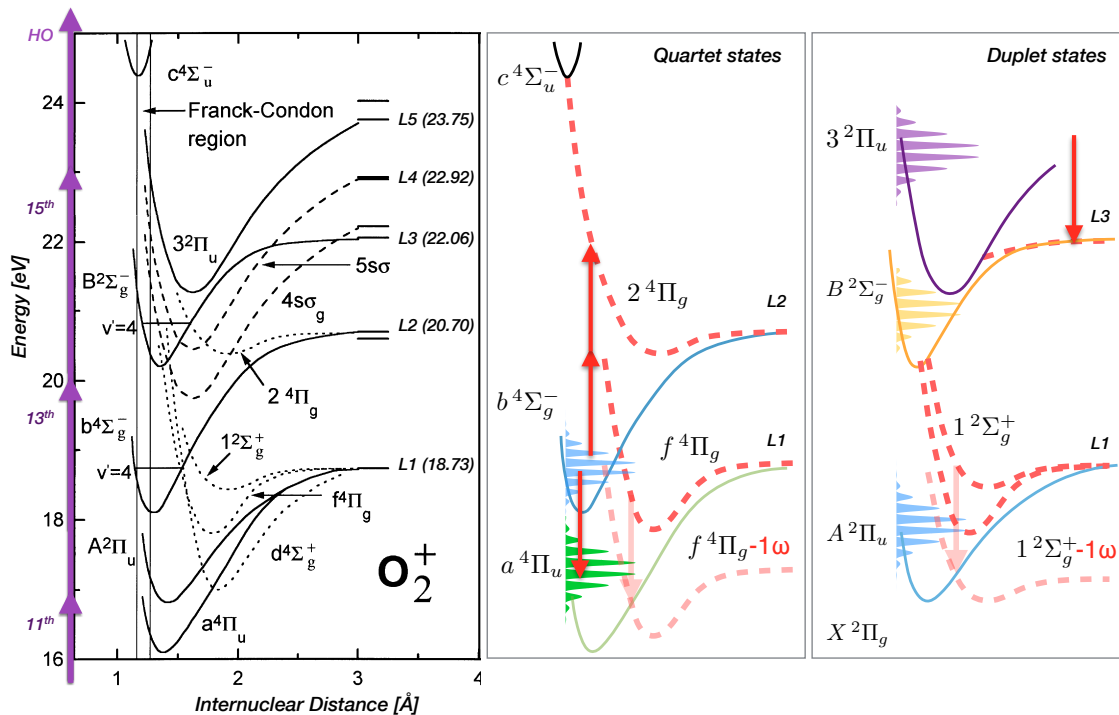 HO
15th
13th
11th
Energy [eV]
24
22
20
18
16
c⁴Σu⁻
Franck-Condon
region
3²Πu
B²Σg⁻
v'=4
5sσ
4sσg
2 ⁴Πg
b⁴Σg⁻
v'=4
1²Σg⁺
f⁴Πg
A²Πu
d⁴Σg⁺
a⁴Πu
O₂⁺
L5 (23.75)
L4 (22.92)
L3 (22.06)
L2 (20.70)
L1 (18.73)
1
2
3
4
Internuclear Distance [Å]
Quartet states
c ⁴Σu⁻
2 ⁴Πg
L2
b ⁴Σg⁻
f ⁴Πg
L1
a ⁴Πu
f ⁴Πg-1ω
Duplet states
3 ²Πu
L3
B ²Σg⁻
1 ²Σg⁺
L1
A ²Πu
1 ²Σg⁺-1ω
X ²Πg